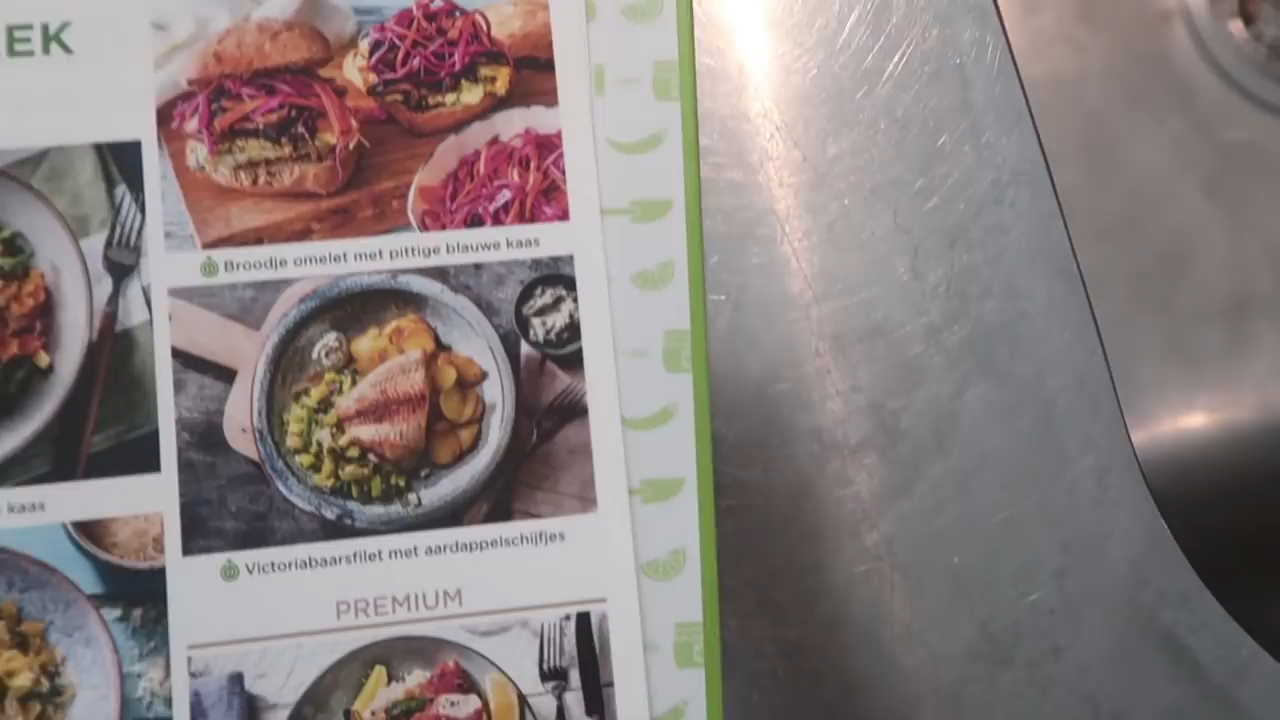 EK
Broodje omelet met pittige blauwe kaas
kaas
Victoriabaarsfilet met aardappelschijfjes
PREMIUM